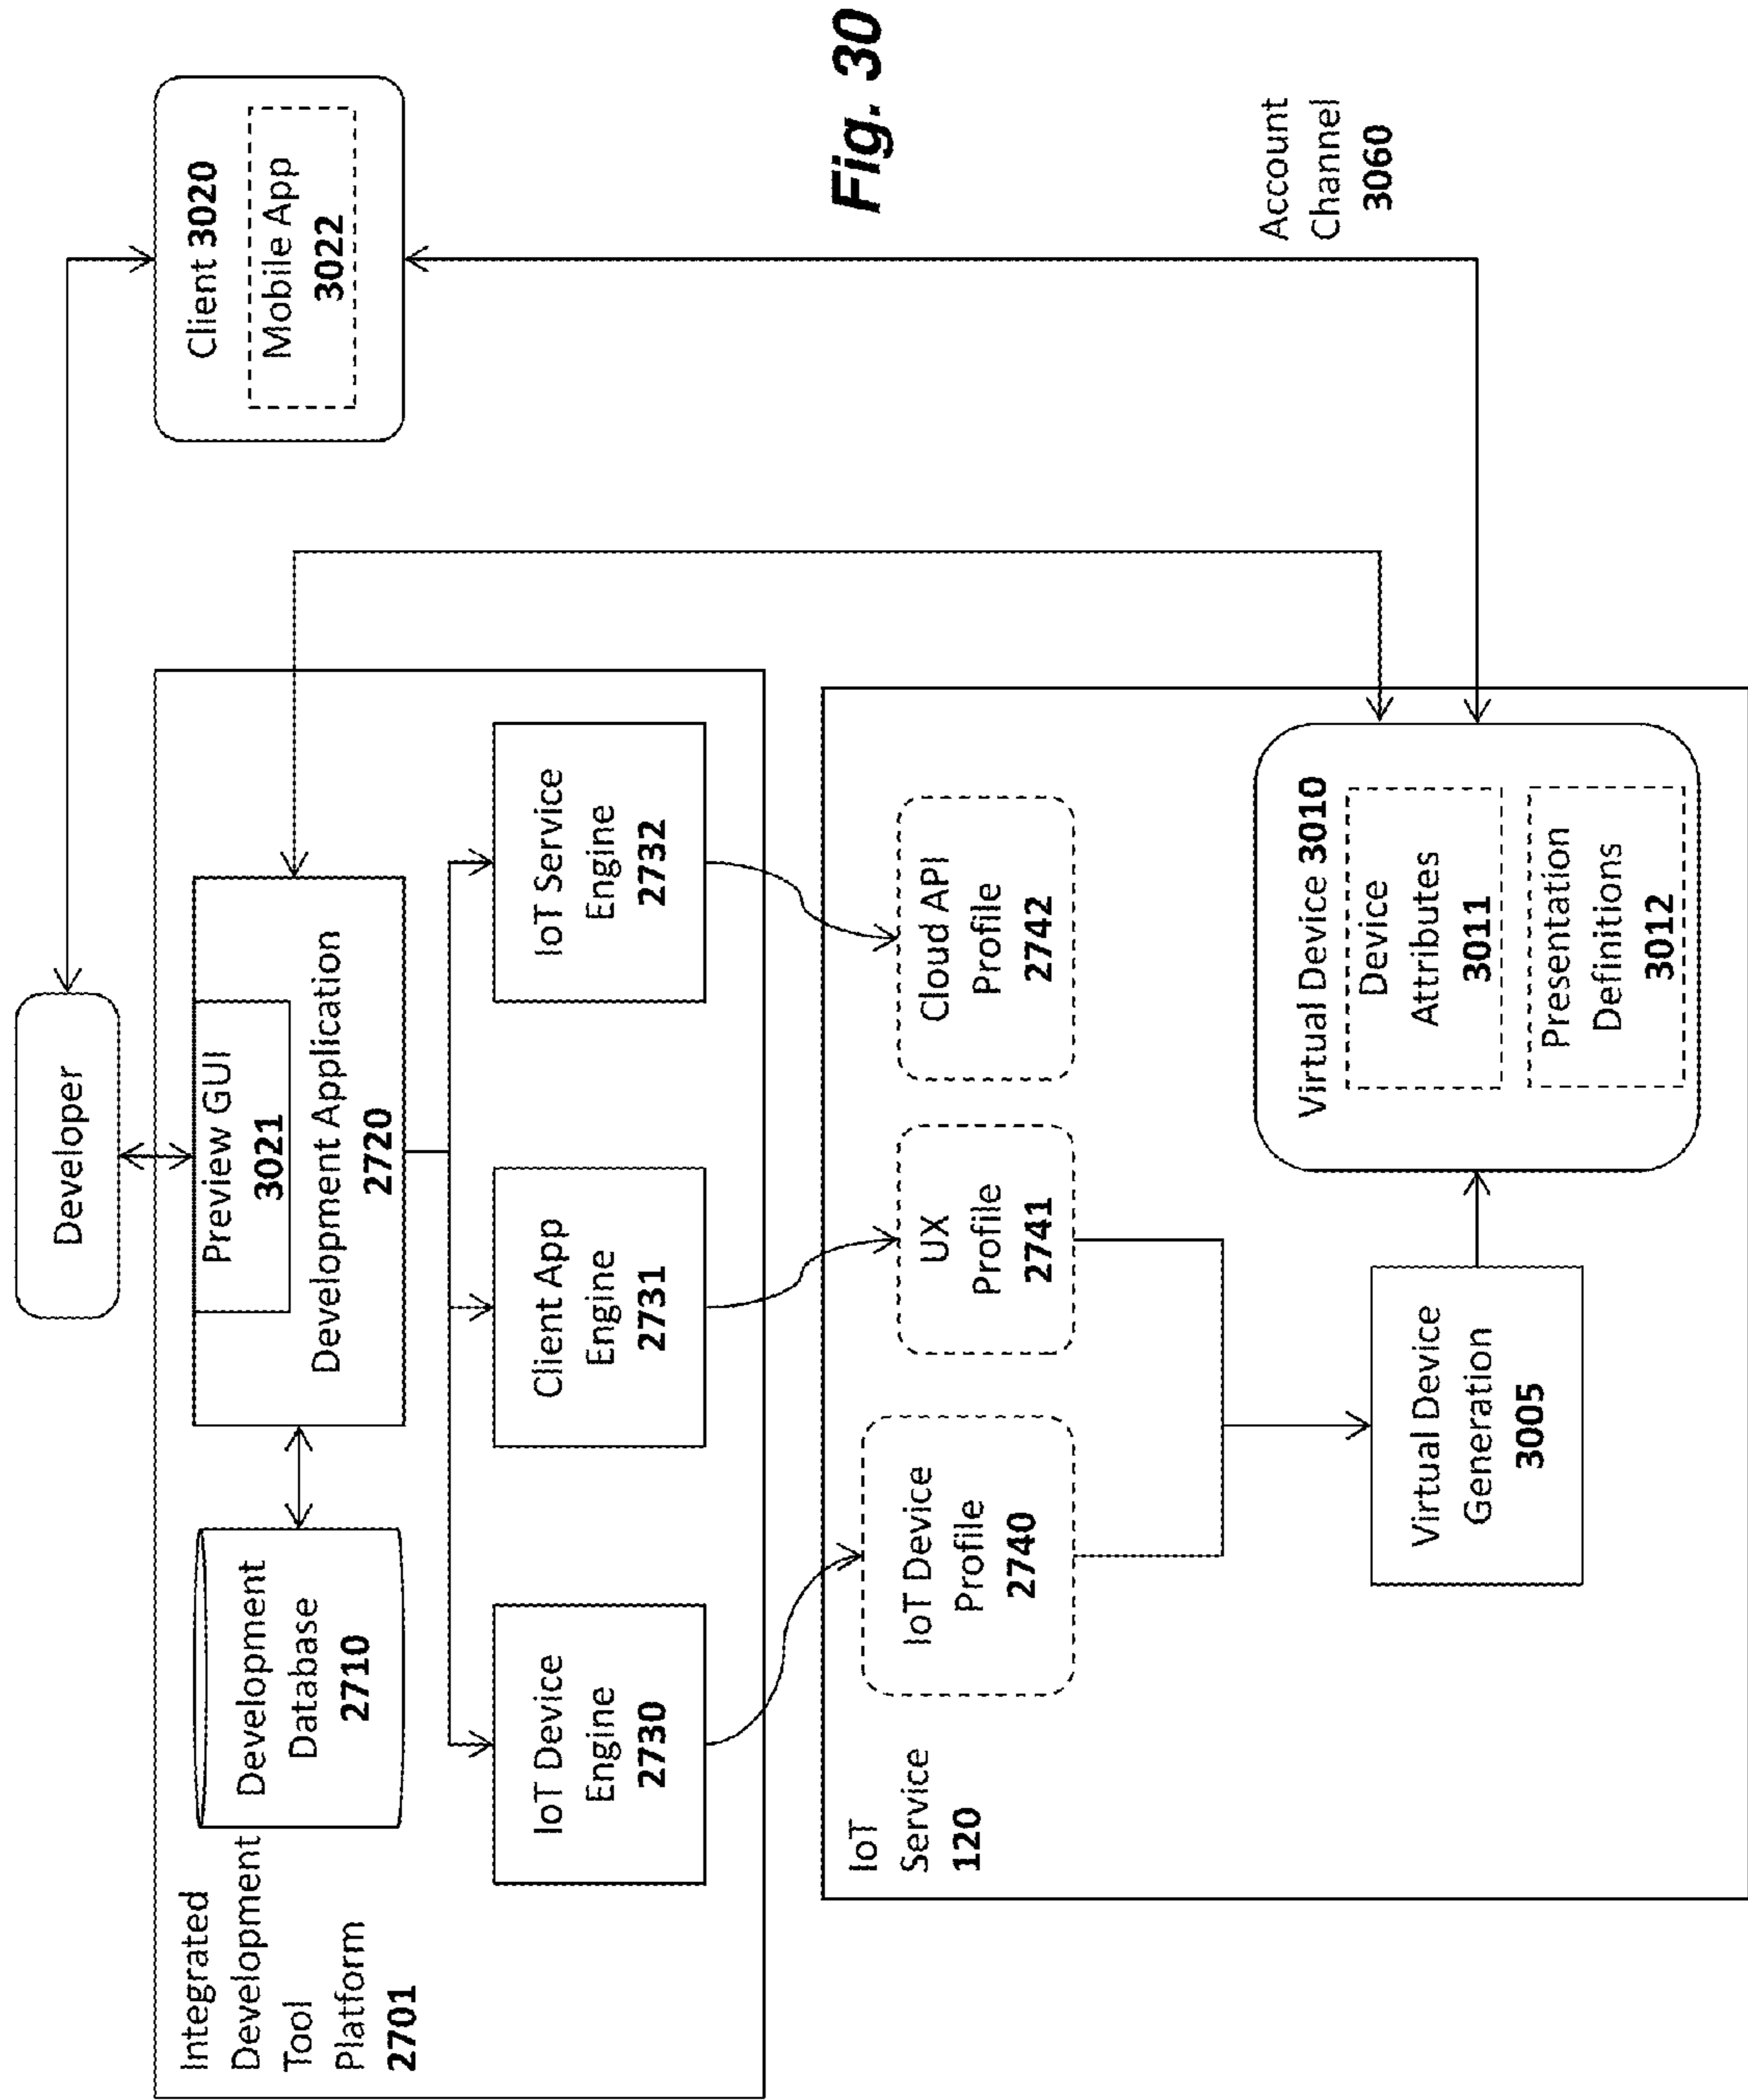 Developer
Client 3020
Mobile App
3022
Integrated
Development
Tool
Platform
2701
Development
Database
2710
Preview GUI
3021
Development Application
2720
IoT Device
Engine
2730
Client App
Engine
2731
IoT Service
Engine
2732
Fig. 30
IoT
Service
120
IoT Device
Profile
2740
UX
Profile
2741
Cloud API
Profile
2742
Virtual Device
Generation
3005
Virtual Device 3010
Device
Attributes
3011
Presentation
Definitions
3012
Account
Channel
3060